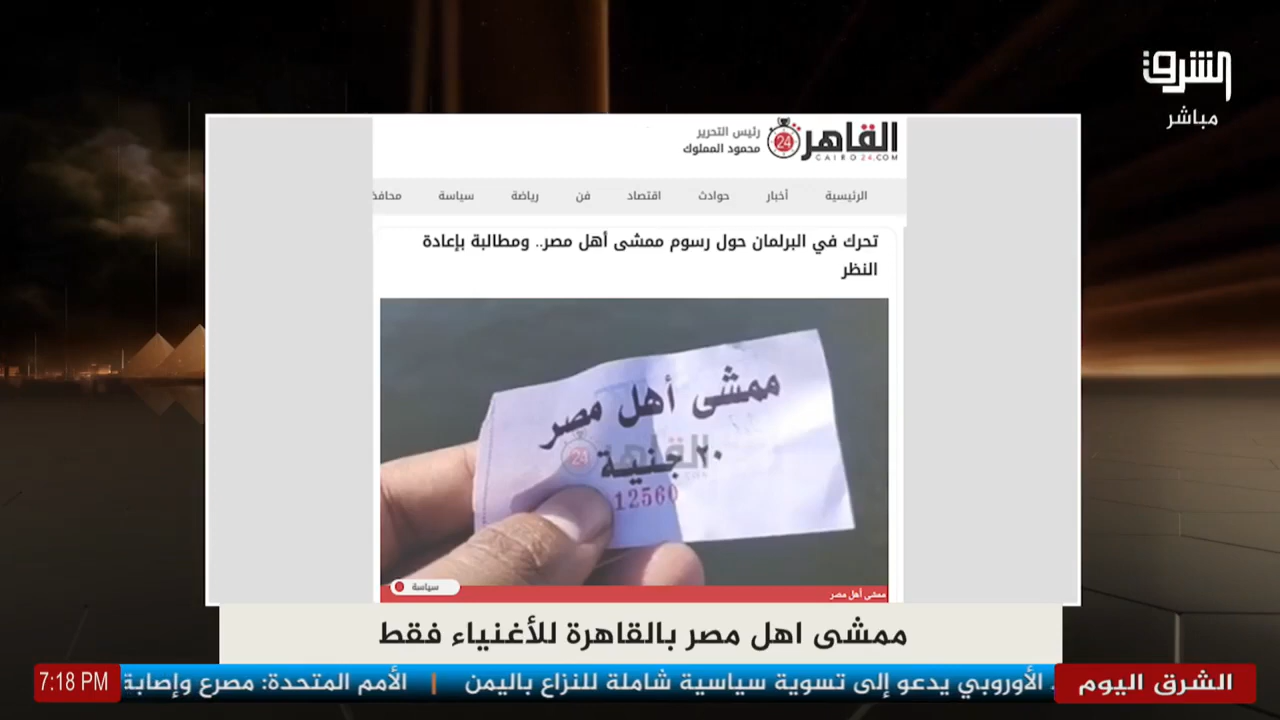 الشرق
مباشر
القاهرة 24
CAIRO24.COM
رئيس التحرير
محمود المملوك
الرئيسية أخبار حوادث اقتصاد فن رياضة سياسة
تحرك في البرلمان حول رسوم ممشى أهل مصر.. ومطالبة بإعادة
النظر
ممشى أهل مصر
٢٠ جنية
12560
سياسة
ممشى أهل مصر
ممشى اهل مصر بالقاهرة للأغنياء فقط
الشرق اليوم
الأوروبي يدعو إلى تسوية سياسية شاملة للنزاع باليمن | الأمم المتحدة: مصرع وإصابة
7:18 PM